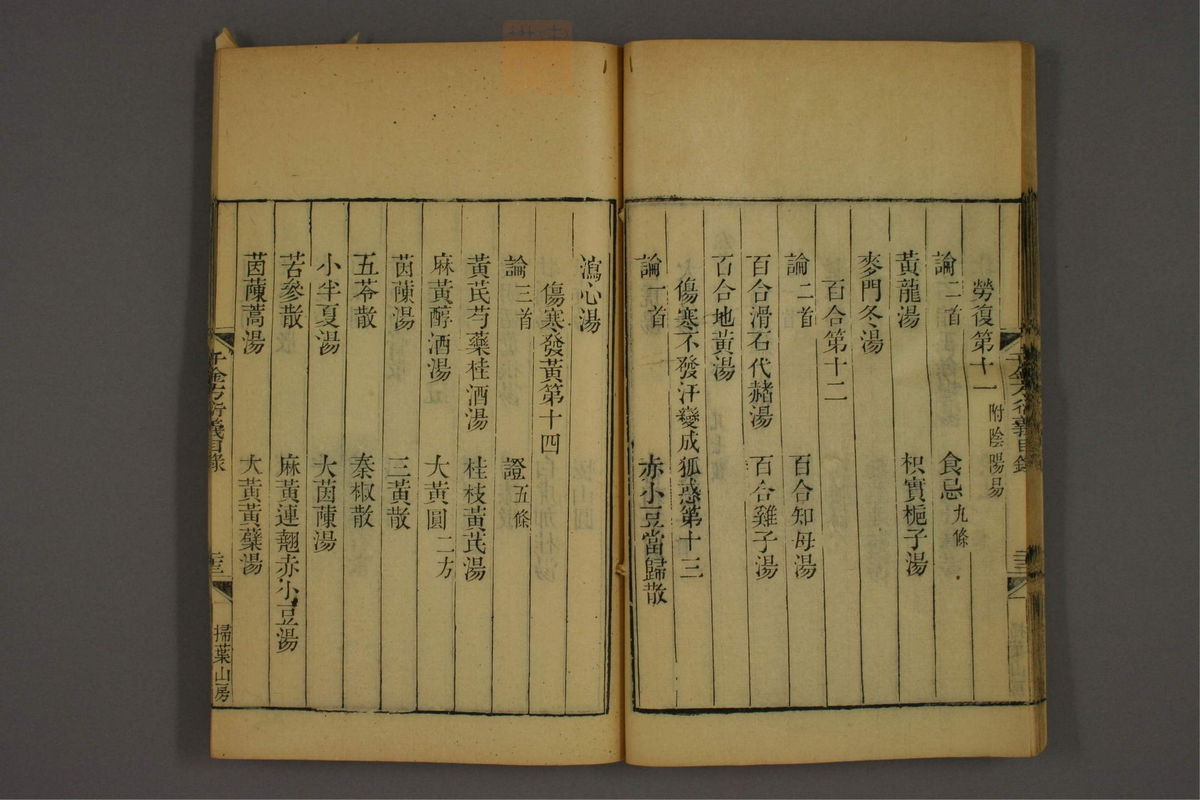 勞復第十一 附陰陽易
論二首 食忌九條
黃龍湯 枳實梔子湯
麥門冬湯
百合第十二
論二首 百合知母湯
百合滑石代赭湯 百合雞子湯
百合地黃湯
傷寒不發汗變成狐惑第十三
論一首 赤小豆當歸散
瀉心湯
傷寒發黃第十四
論三首 證五條
黃芪芍藥桂酒湯 桂枝黃芪湯
麻黃醇酒湯 大黃圓二方
茵蔯湯 三黃散
五苓散 秦椒散
小半夏湯 大茵蔯湯
苦參散 麻黃連翹赤小豆湯
茵蔯蒿湯 大黃黃蘗湯
千金方衍義目錄 掃葉山房